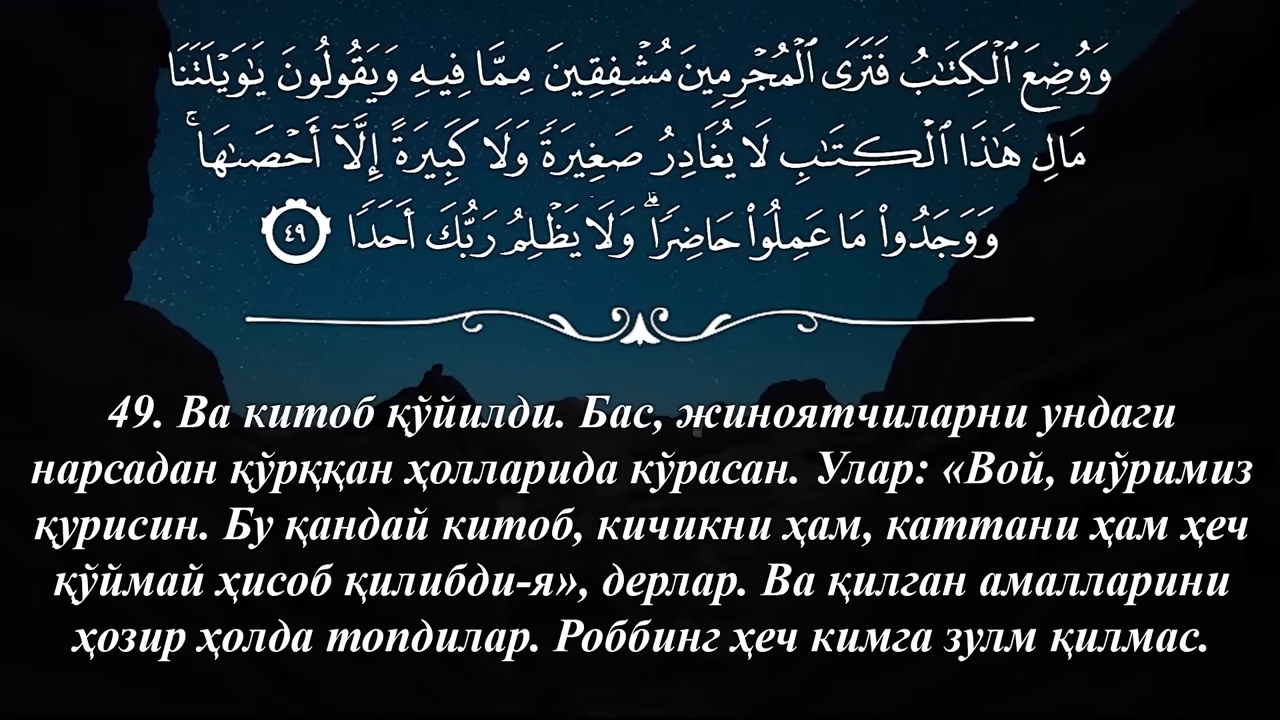 وَوُضِعَ ٱلْكِتَٰبُ فَتَرَى ٱلْمُجْرِمِينَ مُشْفِقِينَ مِمَّا فِيهِ وَيَقُولُونَ يَٰوَيْلَتَنَا
مَالِ هَٰذَا ٱلْكِتَٰبِ لَا يُغَادِرُ صَغِيرَةً وَلَا كَبِيرَةً إِلَّآ أَحْصَىٰهَا ۚ
وَوَجَدُوا۟ مَا عَمِلُوا۟ حَاضِرًا ۗ وَلَا يَظْلِمُ رَبُّكَ أَحَدًا ٤٩
49. Ва китоб қўйилди. Бас, жиноятчиларни ундаги
нарсадан қўрққан ҳолларида кўрасан. Улар: «Вой, шўримиз
қурисин. Бу қандай китоб, кичикни ҳам, каттани ҳам ҳеч
қўймай ҳисоб қилибди-я», дерлар. Ва қилган амалларини
ҳозир ҳолда топдилар. Роббинг ҳеч кимга зулм қилмас.